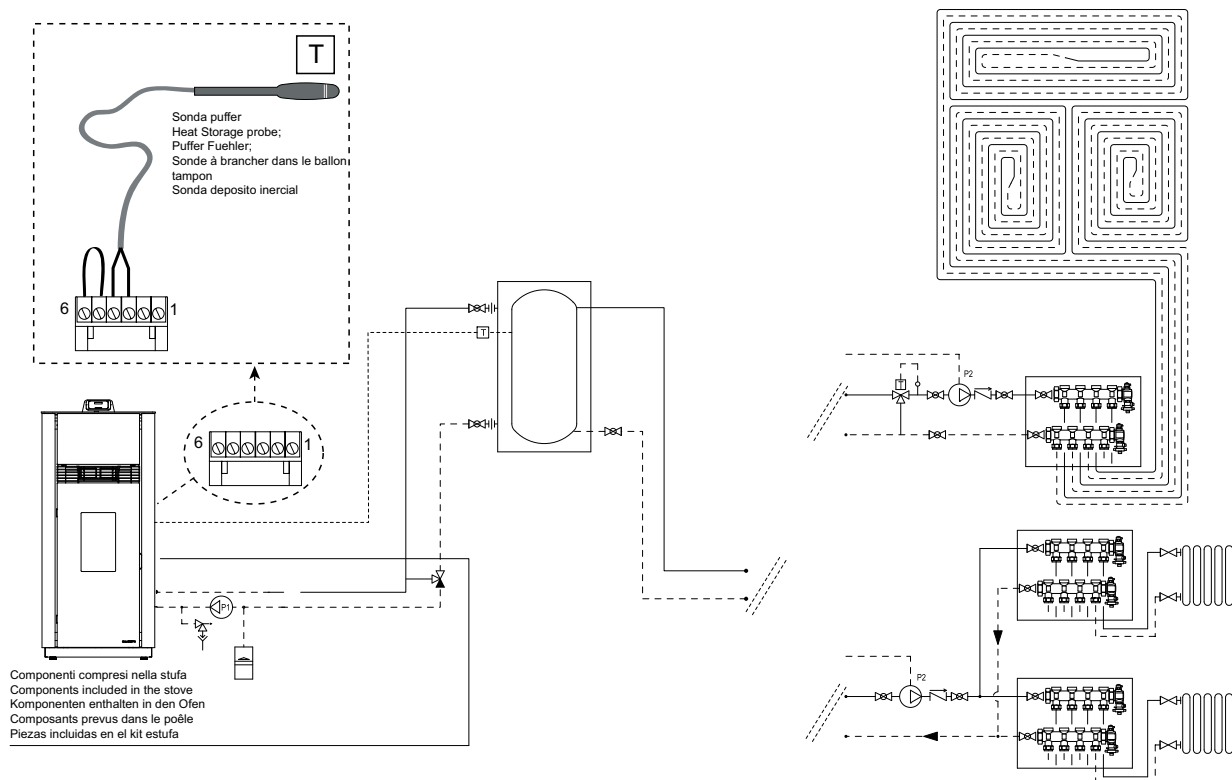 T
Sonda puffer
Heat Storage probe;
Puffer Fuehler;
Sonde à brancher dans le ballon
tampon
Sonda deposito inercial
6
1
T
6
1
P1
Componenti compresi nella stufa
Components included in the stove
Komponenten enthalten in den Ofen
Composants prevus dans le poêle
Piezas incluidas en el kit estufa
P2
T
P2